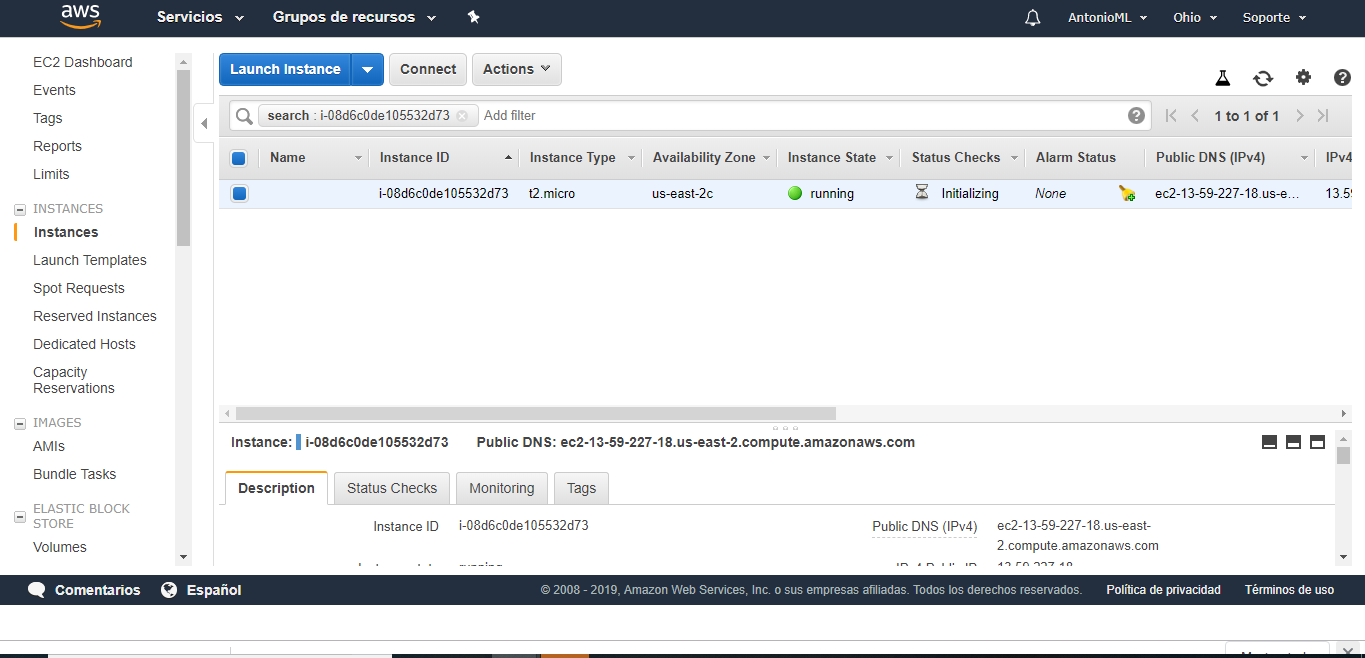 aws Servicios Grupos de recursos AntonioML Ohio Soporte
EC2 Dashboard
Events
Tags
Reports
Limits
INSTANCES
Instances
Launch Templates
Spot Requests
Reserved Instances
Dedicated Hosts
Capacity
Reservations
IMAGES
AMIs
Bundle Tasks
ELASTIC BLOCK
STORE
Volumes
Launch Instance Connect Actions
search : i-08d6c0de105532d73 Add filter 1 to 1 of 1
Name Instance ID Instance Type Availability Zone Instance State Status Checks Alarm Status Public DNS (IPv4) IPv4
i-08d6c0de105532d73 t2.micro us-east-2c running Initializing None ec2-13-59-227-18.us-e... 13.59
Instance: i-08d6c0de105532d73 Public DNS: ec2-13-59-227-18.us-east-2.compute.amazonaws.com
Description Status Checks Monitoring Tags
Instance ID i-08d6c0de105532d73 Public DNS (IPv4) ec2-13-59-227-18.us-east-
2.compute.amazonaws.com
IPv4 Public IP 13.59.227.18
Comentarios Español © 2008 - 2019, Amazon Web Services, Inc. o sus empresas afiliadas. Todos los derechos reservados. Política de privacidad Términos de uso